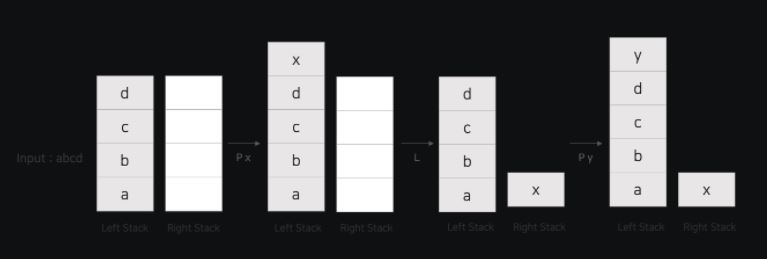 Input : abcd
d
c
b
a
Left Stack
Right Stack
P x
x
d
c
b
a
Left Stack
Right Stack
L
d
c
b
a
Left Stack
x
Right Stack
P y
y
d
c
b
a
Left Stack
x
Right Stack